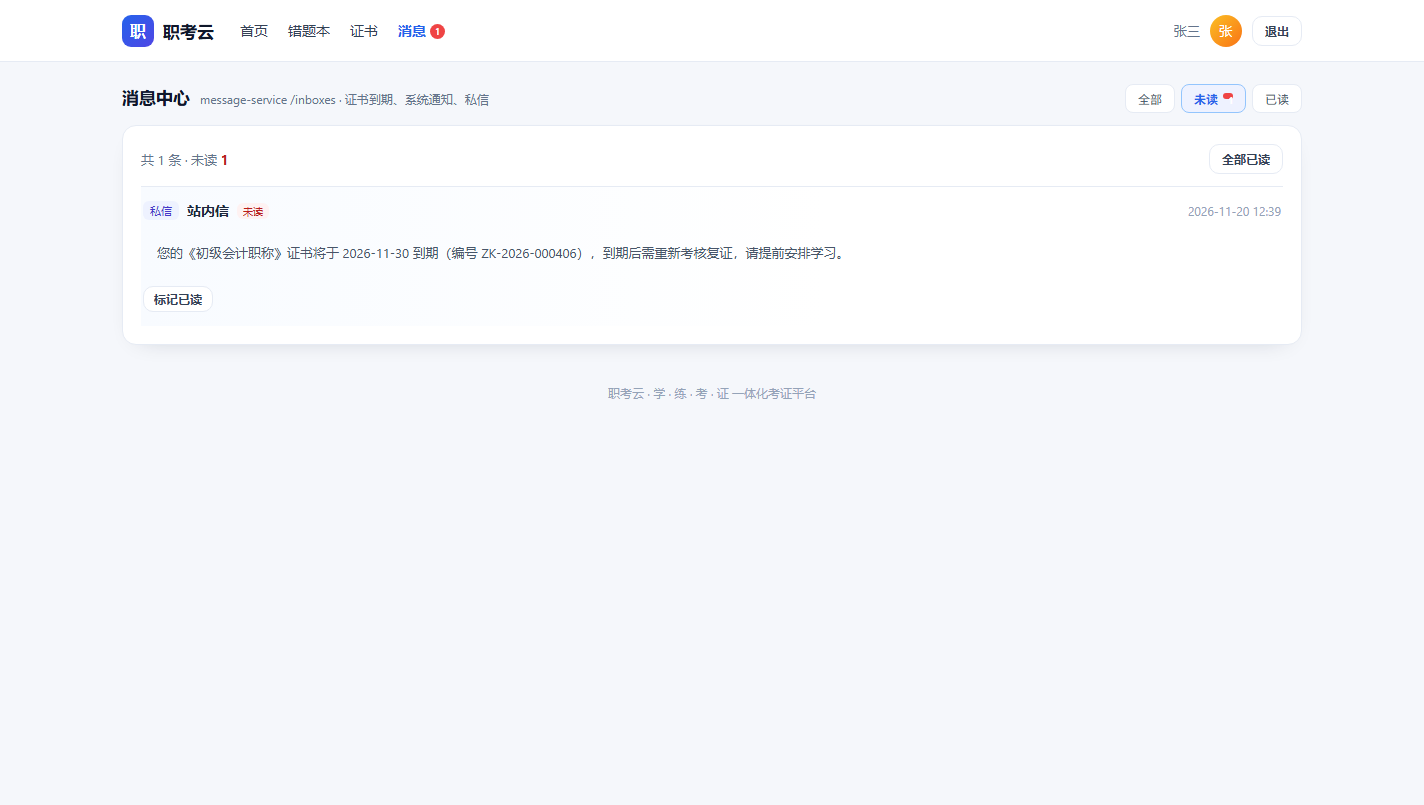 职 职考云 首页 错题本 证书 消息 1 张三 张 退出
消息中心 message-service /inboxes · 证书到期、系统通知、私信 全部 未读 已读
共 1 条 · 未读 1 全部已读
私信 站内信 未读 2026-11-20 12:39
您的《初级会计职称》证书将于 2026-11-30 到期（编号 ZK-2026-000406），到期后需重新考核复证，请提前安排学习。
标记已读
职考云 · 学 · 练 · 考 · 证 一体化考证平台